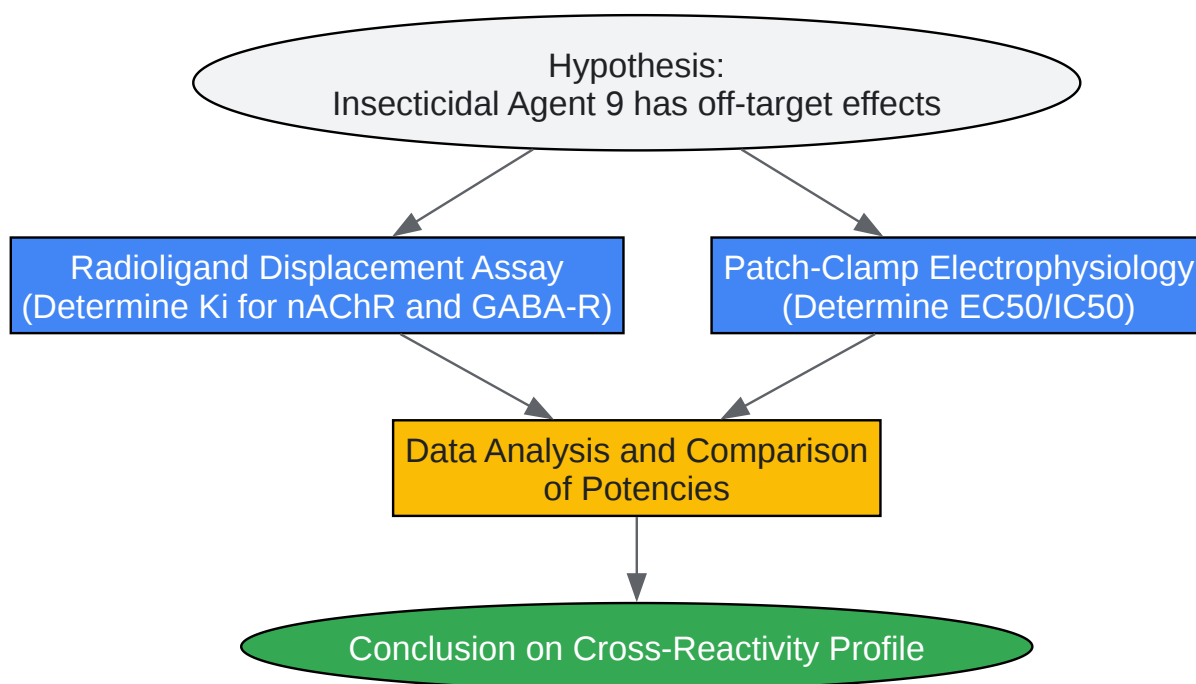 Hypothesis:
Insecticidal Agent 9 has off-target effects
Radioligand Displacement Assay
(Determine Ki for nAChR and GABA-R)
Patch-Clamp Electrophysiology
(Determine EC50/IC50)
Data Analysis and Comparison
of Potencies
Conclusion on Cross-Reactivity Profile